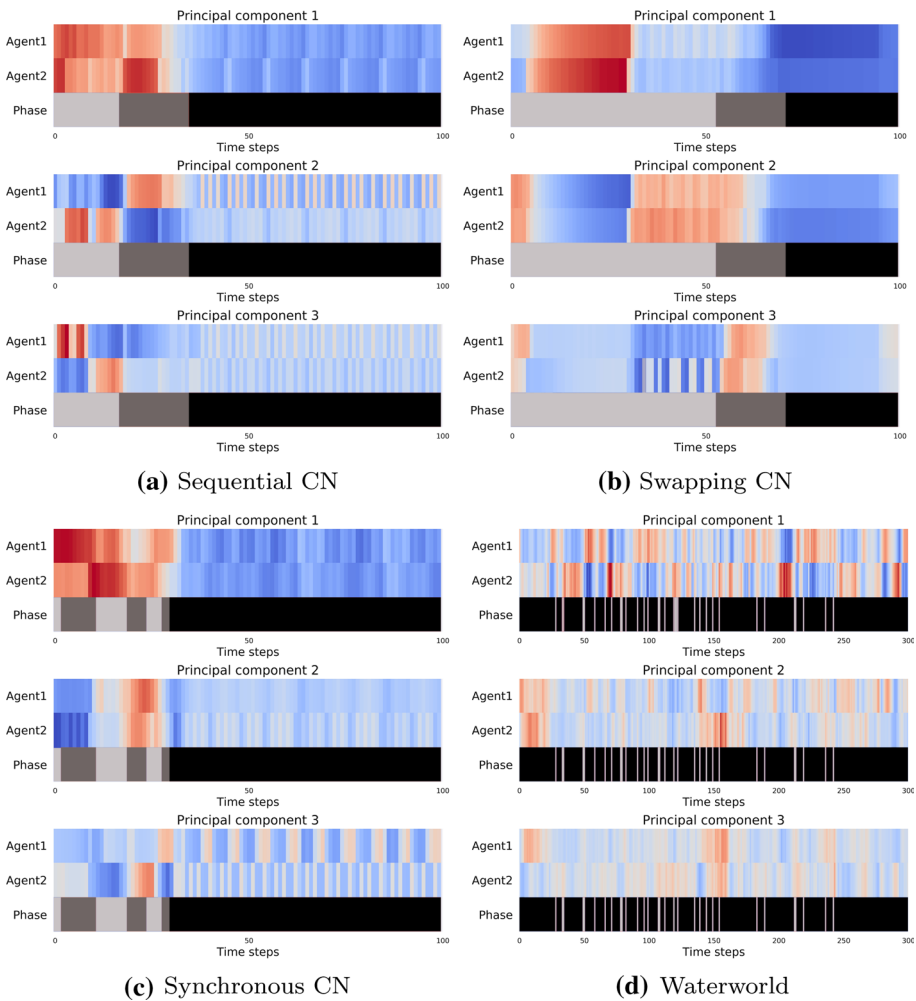 Principal component 1
Agent1
Agent2
Phase
0 50 100
Time steps
Principal component 2
Agent1
Agent2
Phase
0 50 100
Time steps
Principal component 3
Agent1
Agent2
Phase
0 50 100
Time steps
(a) Sequential CN
Principal component 1
Agent1
Agent2
Phase
0 50 100
Time steps
Principal component 2
Agent1
Agent2
Phase
0 50 100
Time steps
Principal component 3
Agent1
Agent2
Phase
0 50 100
Time steps
(b) Swapping CN
Principal component 1
Agent1
Agent2
Phase
0 50 100
Time steps
Principal component 2
Agent1
Agent2
Phase
0 50 100
Time steps
Principal component 3
Agent1
Agent2
Phase
0 50 100
Time steps
(c) Synchronous CN
Principal component 1
Agent1
Agent2
Phase
0 50 100 150 200 250 300
Time steps
Principal component 2
Agent1
Agent2
Phase
0 50 100 150 200 250 300
Time steps
Principal component 3
Agent1
Agent2
Phase
0 50 100 150 200 250 300
Time steps
(d) Waterworld